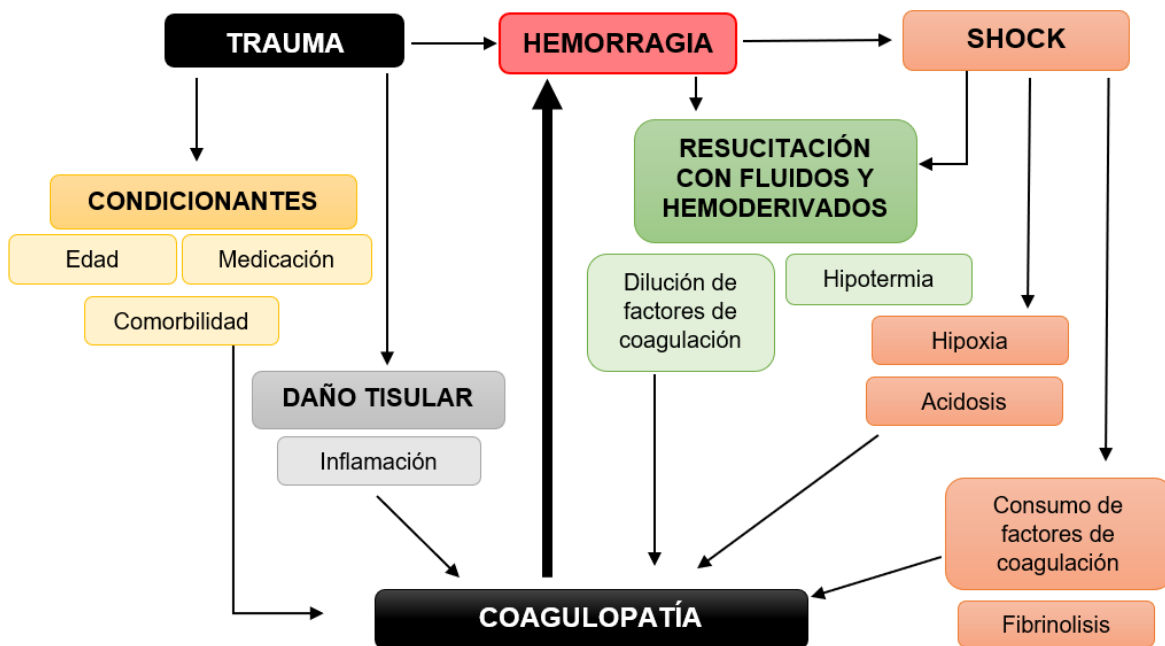 TRAUMA
HEMORRAGIA
SHOCK
RESUCITACIÓN
CON FLUIDOS Y
HEMODERIVADOS
CONDICIONANTES
Edad
Medicación
Comorbilidad
Dilución de
factores de
coagulación
Hipotermia
Hipoxia
Acidosis
DAÑO TISULAR
Inflamación
Consumo de
factores de
coagulación
Fibrinolisis
COAGULOPATÍA